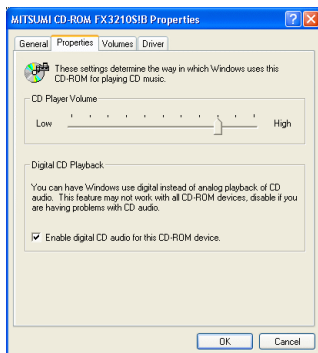 MITSUMI CD-ROM FX3210S!B Properties
General Properties Volumes Driver
These settings determine the way in which Windows uses this
CD-ROM for playing CD music.
CD Player Volume
Low High
Digital CD Playback
You can have Windows use digital instead of analog playback of CD
audio. This feature may not work with all CD-ROM devices, disable if you
are having problems with CD audio.
Enable digital CD audio for this CD-ROM device.
OK Cancel